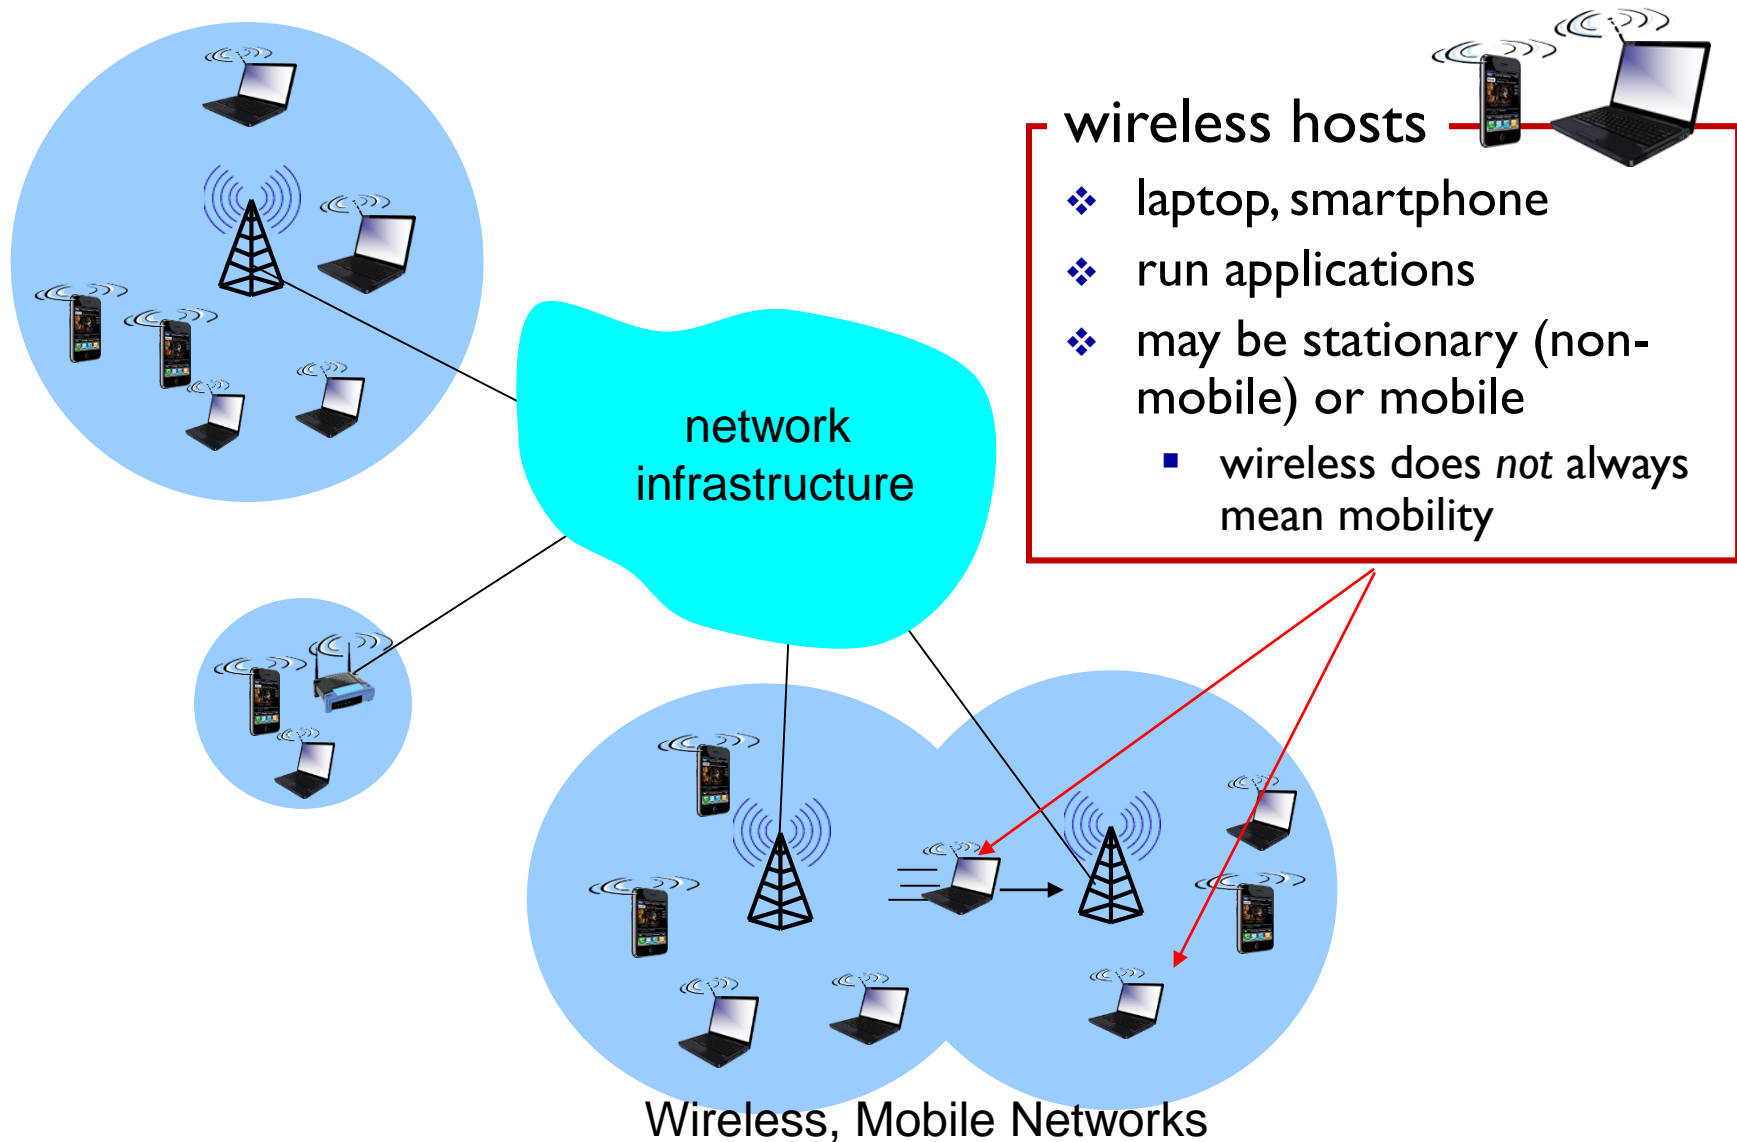 wireless hosts
❖ laptop, smartphone
❖ run applications
❖ may be stationary (non-
mobile) or mobile
▪ wireless does not always
mean mobility
network
infrastructure
Wireless, Mobile Networks